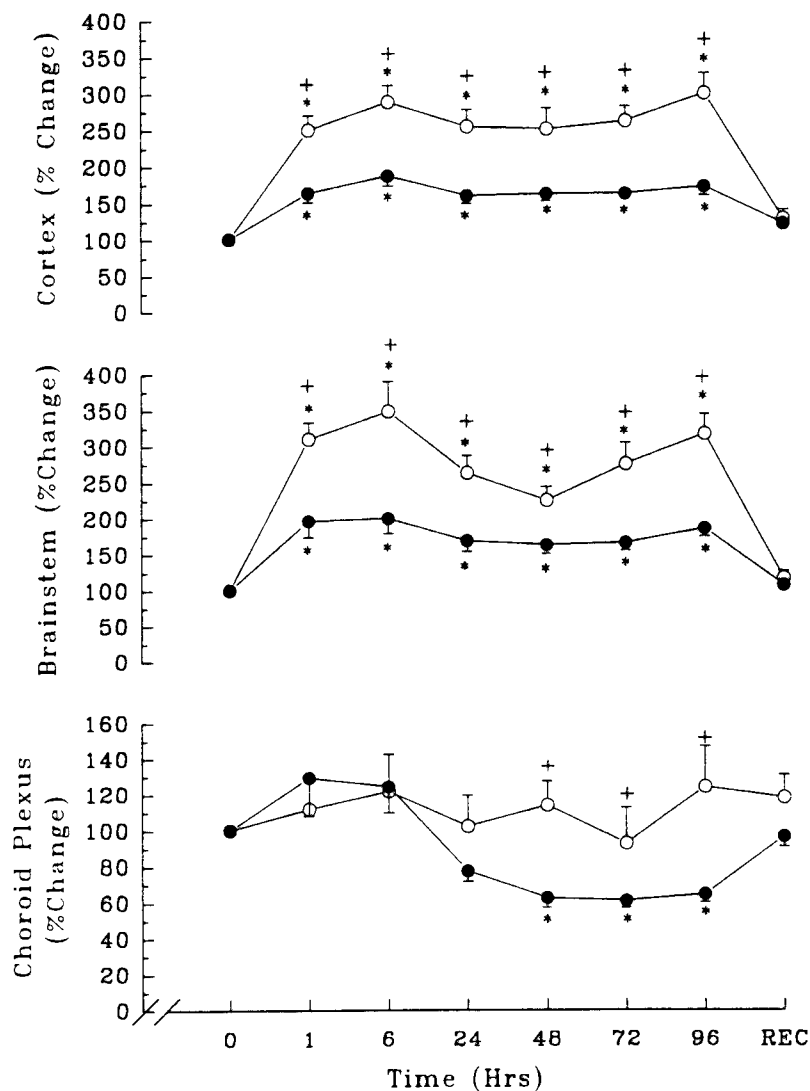 Cortex (% Change)
400
350
300
250
200
150
100
50
0
+ + + + + +
* * * * * *
* * * * * *
Brainstem (%Change)
400
350
300
250
200
150
100
50
0
+ + + + + +
* * * * * *
* * * * * *
Choroid Plexus
(%Change)
160
140
120
100
80
60
40
20
0
+ + +
* * *
0 1 6 24 48 72 96 REC
Time (Hrs)